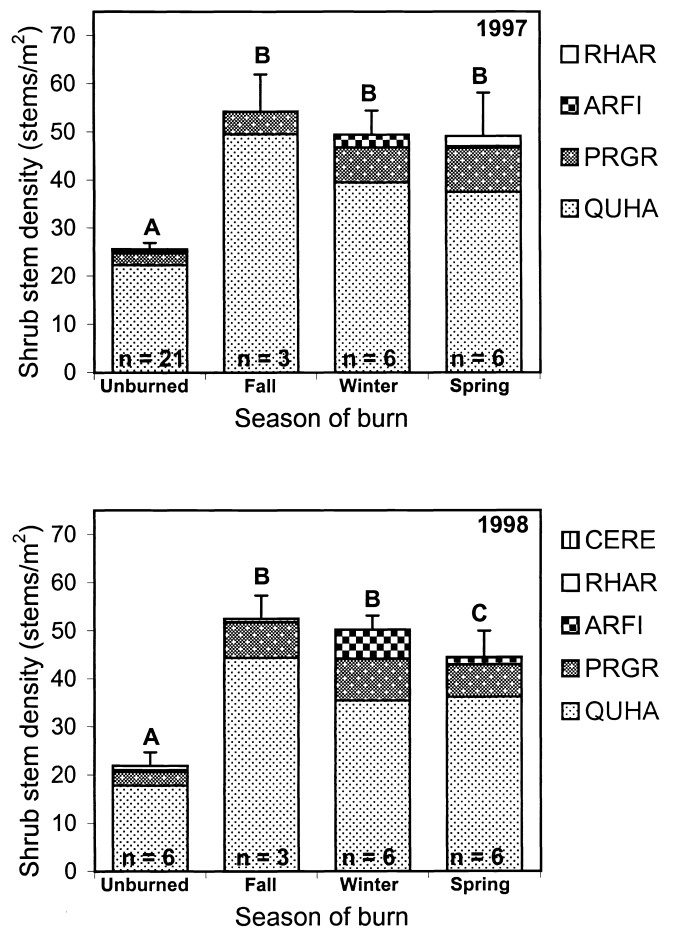 1997
Shrub stem density (stems/m²)
70
60
50
40
30
20
10
0
A
B
B
B
n = 21
n = 3
n = 6
n = 6
Unburned
Fall
Winter
Spring
Season of burn
RHAR
ARFI
PRGR
QUHA
1998
Shrub stem density (stems/m²)
70
60
50
40
30
20
10
0
A
B
B
C
n = 6
n = 3
n = 6
n = 6
Unburned
Fall
Winter
Spring
Season of burn
CERE
RHAR
ARFI
PRGR
QUHA